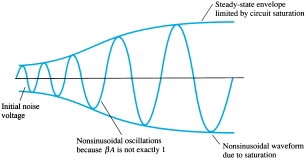 Steady-state envelope
limited by circuit saturation
Initial noise
voltage
Nonsinusoidal oscillations
because βA is not exactly 1
Nonsinusoidal waveform
due to saturation